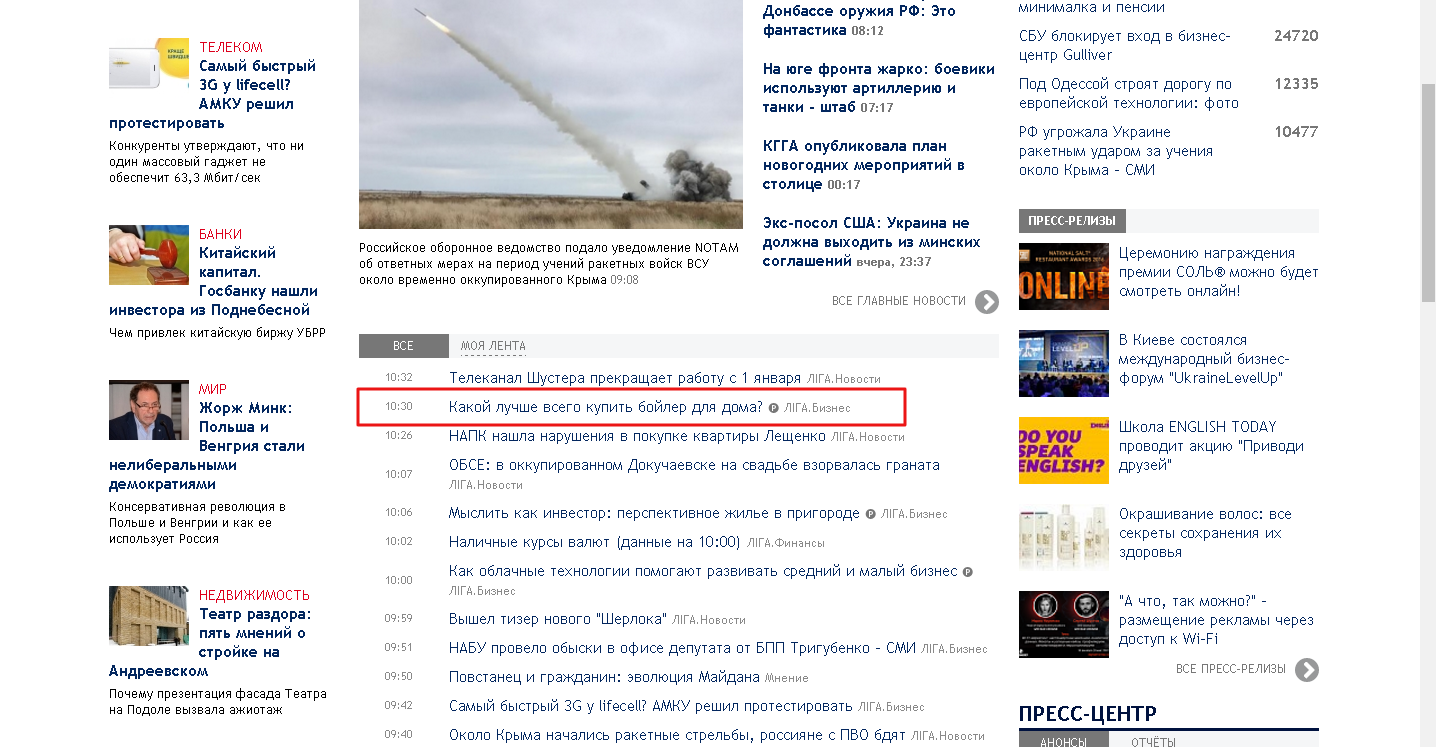 ТЕЛЕКОМ
Самый быстрый
3G у lifecell?
АМКУ решил
протестировать
Конкуренты утверждают, что ни
один массовый гаджет не
обеспечит 63,3 Мбит/сек
БАНКИ
Китайский
капитал.
Госбанку нашли
инвестора из Поднебесной
Чем привлек китайскую биржу УБРР
МИР
Жорж Минк:
Польша и
Венгрия стали
нелиберальными
демократиями
Консервативная революция в
Польше и Венгрии и как ее
использует Россия
НЕДВИЖИМОСТЬ
Театр раздора:
пять мнений о
стройке на
Андреевском
Почему презентация фасада Театра
на Подоле вызвала ажиотаж
Российское оборонное ведомство подало уведомление NOTAM
об ответных мерах на период учений ракетных войск ВСУ
около временно оккупированного Крыма 09:08
Донбассе оружия РФ: Это
фантастика 08:12
На юге фронта жарко: боевики
используют артиллерию и
танки - штаб 07:17
КГГА опубликовала план
новогодних мероприятий в
столице 00:17
Экс-посол США: Украина не
должна выходить из минских
соглашений вчера, 23:37
ВСЕ ГЛАВНЫЕ НОВОСТИ
ВСЕ МОЯ ЛЕНТА
10:32 Телеканал Шустера прекращает работу с 1 января ЛІГА.Новости
10:30 Какой лучше всего купить бойлер для дома? Р ЛІГА.Бизнес
10:26 НАПК нашла нарушения в покупке квартиры Лещенко ЛІГА.Новости
10:07 ОБСЕ: в оккупированном Докучаевске на свадьбе взорвалась граната
ЛІГА.Новости
10:06 Мыслить как инвестор: перспективное жилье в пригороде Р ЛІГА.Бизнес
10:02 Наличные курсы валют (данные на 10:00) ЛІГА.Финансы
10:00 Как облачные технологии помогают развивать средний и малый бизнес Р
ЛІГА.Бизнес
09:59 Вышел тизер нового "Шерлока" ЛІГА.Новости
09:51 НАБУ провело обыски в офисе депутата от БПП Тригубенко - СМИ ЛІГА.Бизнес
09:50 Повстанец и гражданин: эволюция Майдана Мнение
09:42 Самый быстрый 3G у lifecell? АМКУ решил протестировать ЛІГА.Бизнес
09:40 Около Крыма начались ракетные стрельбы, россияне с ПВО бдят ЛІГА.Новости
минималка и пенсии
СБУ блокирует вход в бизнес-
центр Gulliver 24720
Под Одессой строят дорогу по
европейской технологии: фото 12335
РФ угрожала Украине
ракетным ударом за учения
около Крыма - СМИ 10477
ПРЕСС-РЕЛИЗЫ
ONLINE
Церемонию награждения
премии СОЛЬ® можно будет
смотреть онлайн!
В Киеве состоялся
международный бизнес-
форум "UkraineLevelUp"
DO YOU
SPEAK
ENGLISH?
Школа ENGLISH TODAY
проводит акцию "Приводи
друзей"
Окрашивание волос: все
секреты сохранения их
здоровья
"А что, так можно?" -
размещение рекламы через
доступ к Wi-Fi
ВСЕ ПРЕСС-РЕЛИЗЫ
ПРЕСС-ЦЕНТР
АНОНСЫ ОТЧЁТЫ